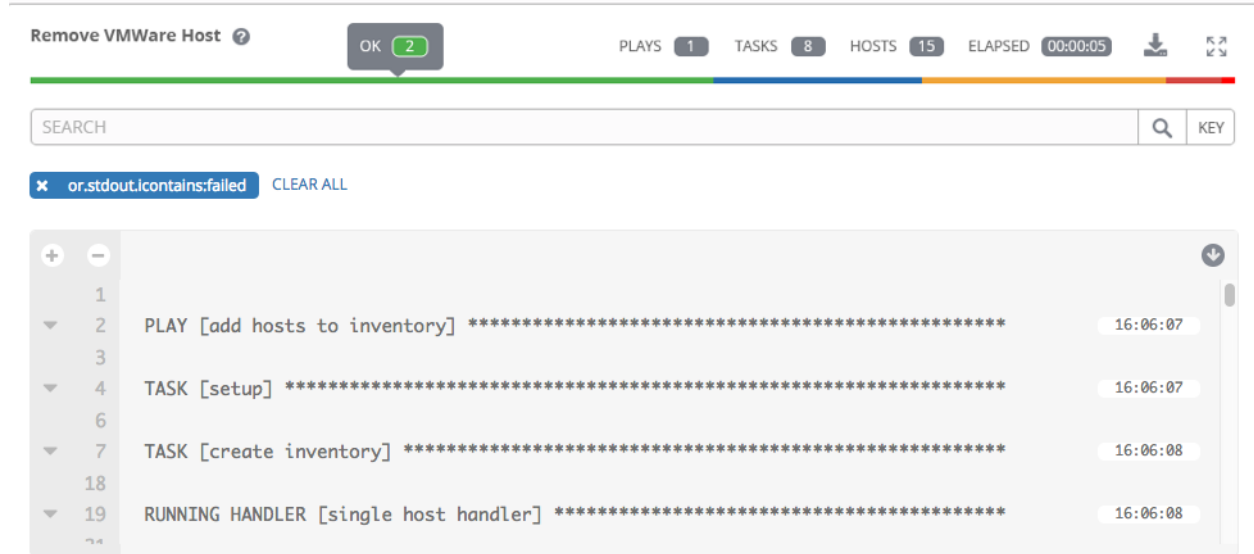 Remove VMWare Host ?
OK 2
PLAYS 1 TASKS 8 HOSTS 15 ELAPSED 00:00:05
SEARCH
KEY
× or.stdout.icontains:failed CLEAR ALL
+ −
1
2 PLAY [add hosts to inventory] ************************************************** 16:06:07
3
4 TASK [setup] ******************************************************************* 16:06:07
6
7 TASK [create inventory] ******************************************************** 16:06:08
18
19 RUNNING HANDLER [single host handler] ****************************************** 16:06:08